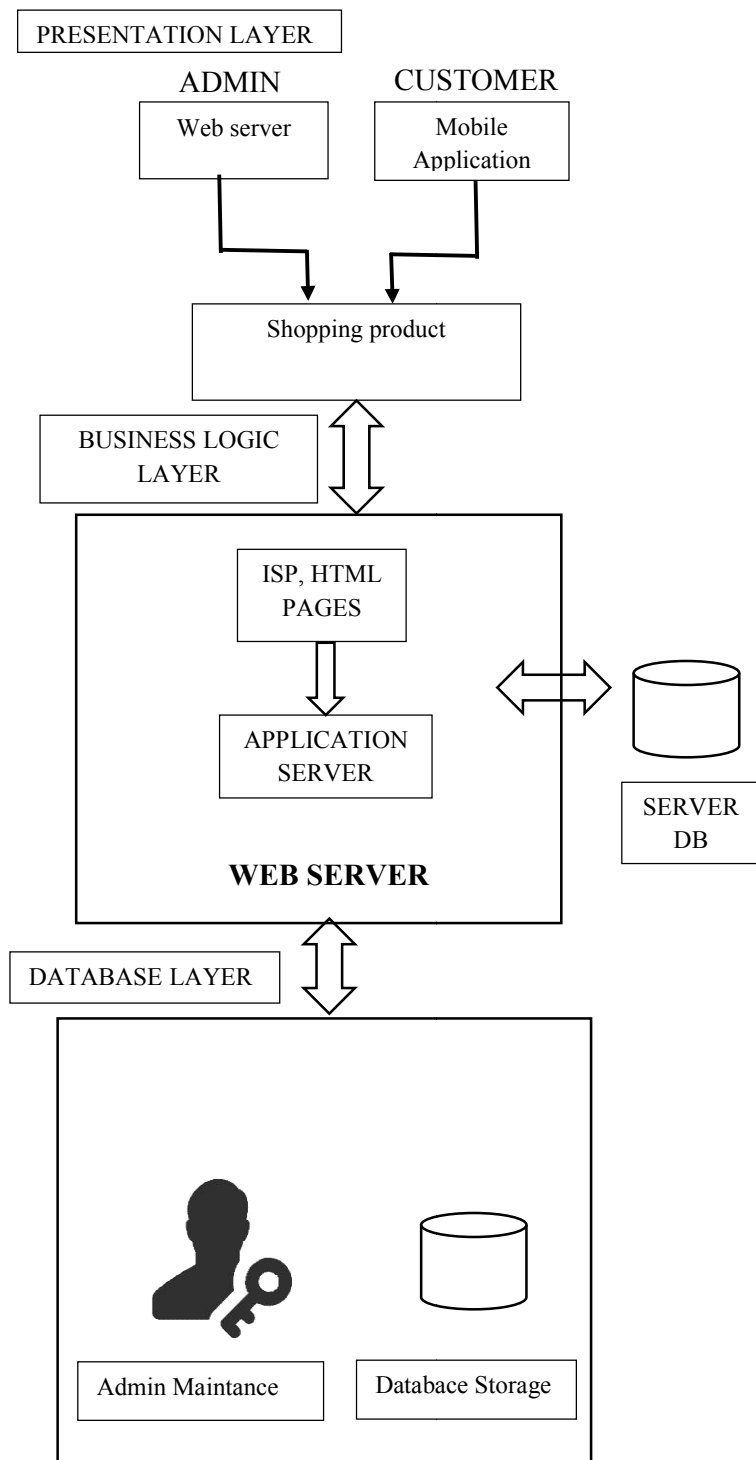 PRESENTATION LAYER
ADMIN
CUSTOMER
Web server
Mobile
Application
Shopping product
BUSINESS LOGIC
LAYER
ISP, HTML
PAGES
APPLICATION
SERVER
SERVER
DB
WEB SERVER
DATABASE LAYER
Admin Maintance
Databace Storage